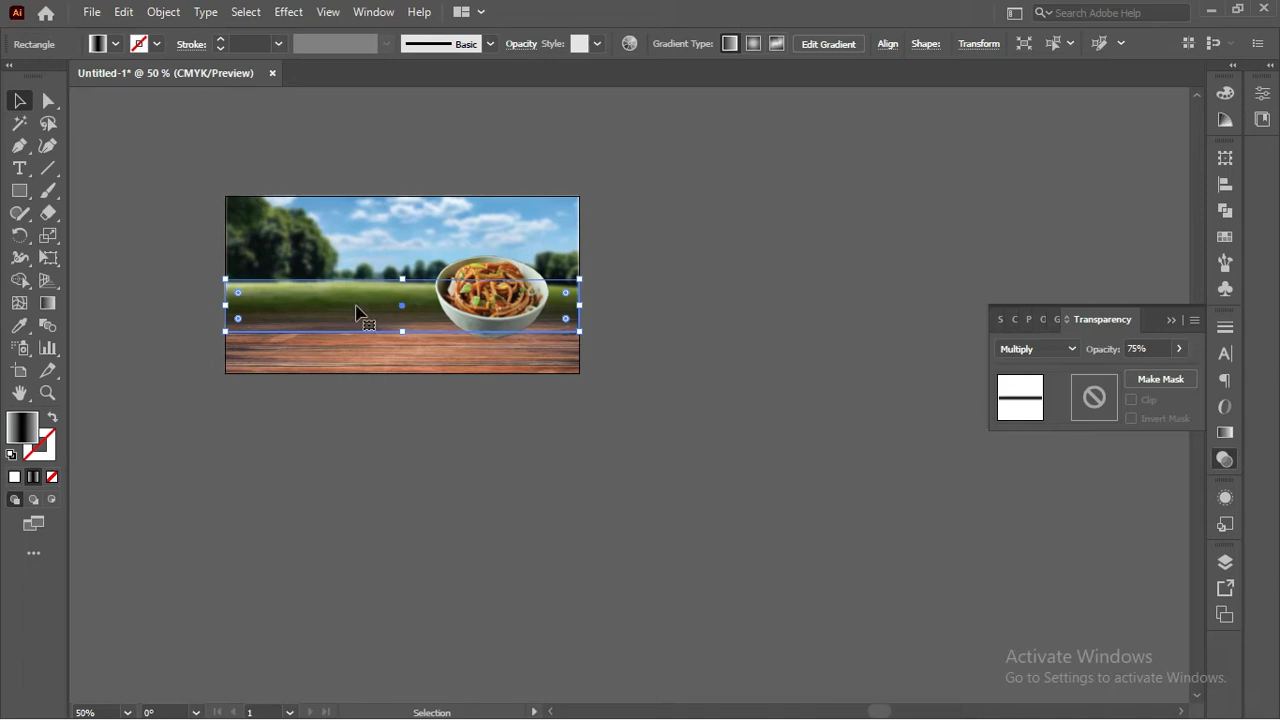 Ai File Edit Object Type Select Effect View Window Help Search Adobe Help
Rectangle Stroke: Basic Opacity Style: Gradient Type: Edit Gradient Align Shape: Transform
Untitled-1* @ 50 % (CMYK/Preview) ×
S C P O G Transparency
Multiply Opacity: 75%
Make Mask
Clip
Invert Mask
Activate Windows
Go to Settings to activate Windows.
50% 0° 1 Selection